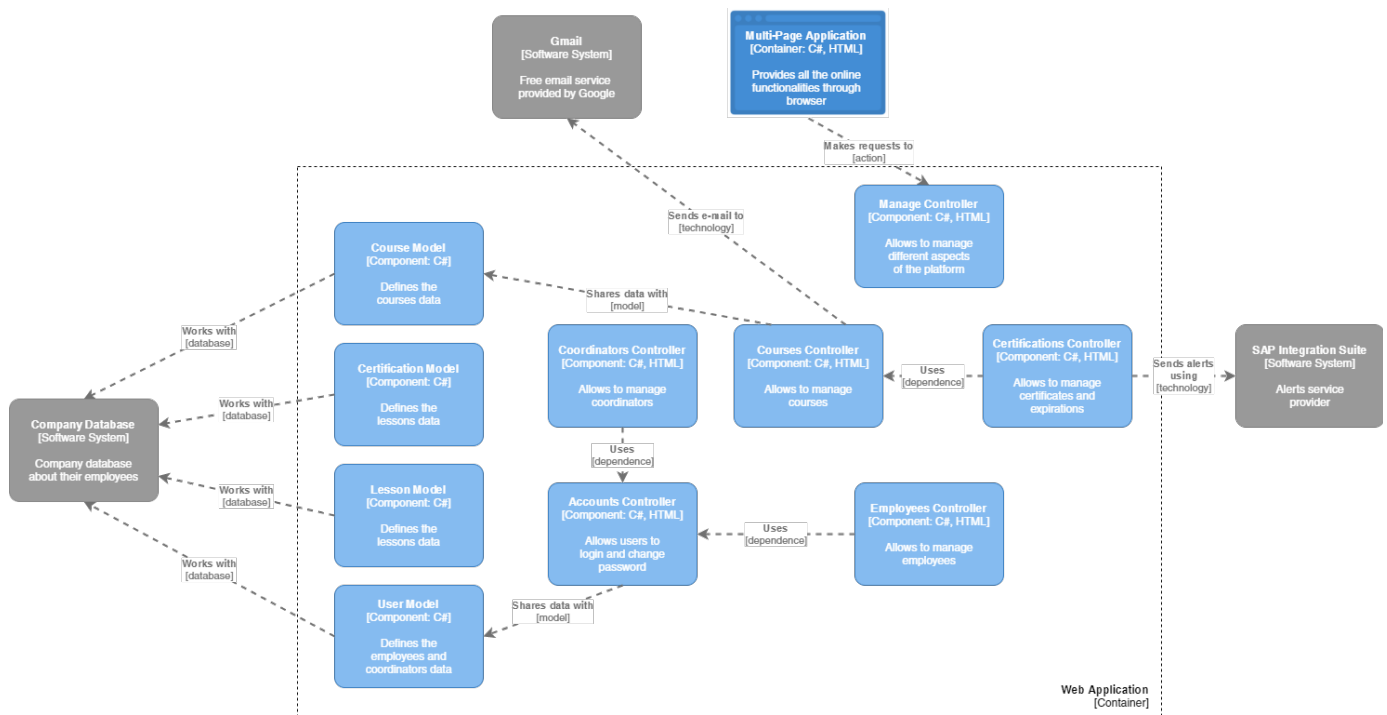 Gmail
[Software System]
Free email service
provided by Google
Multi-Page Application
[Container: C#, HTML]
Provides all the online
functionalities through
browser
Makes requests to
[action]
Manage Controller
[Component: C#, HTML]
Allows to manage
different aspects
of the platform
Sends e-mail to
[technology]
Course Model
[Component: C#]
Defines the
courses data
Shares data with
[model]
Works with
[database]
Coordinators Controller
[Component: C#, HTML]
Allows to manage
coordinators
Courses Controller
[Component: C#, HTML]
Allows to manage
courses
Uses
[dependence]
Certifications Controller
[Component: C#, HTML]
Allows to manage
certificates and
expirations
Sends alerts
using
[technology]
SAP Integration Suite
[Software System]
Alerts service
provider
Certification Model
[Component: C#]
Defines the
lessons data
Works with
[database]
Company Database
[Software System]
Company database
about their employees
Uses
[dependence]
Lesson Model
[Component: C#]
Defines the
lessons data
Works with
[database]
Accounts Controller
[Component: C#, HTML]
Allows users to
login and change
password
Uses
[dependence]
Employees Controller
[Component: C#, HTML]
Allows to manage
employees
Works with
[database]
User Model
[Component: C#]
Defines the
employees and
coordinators data
Shares data with
[model]
Web Application
[Container]